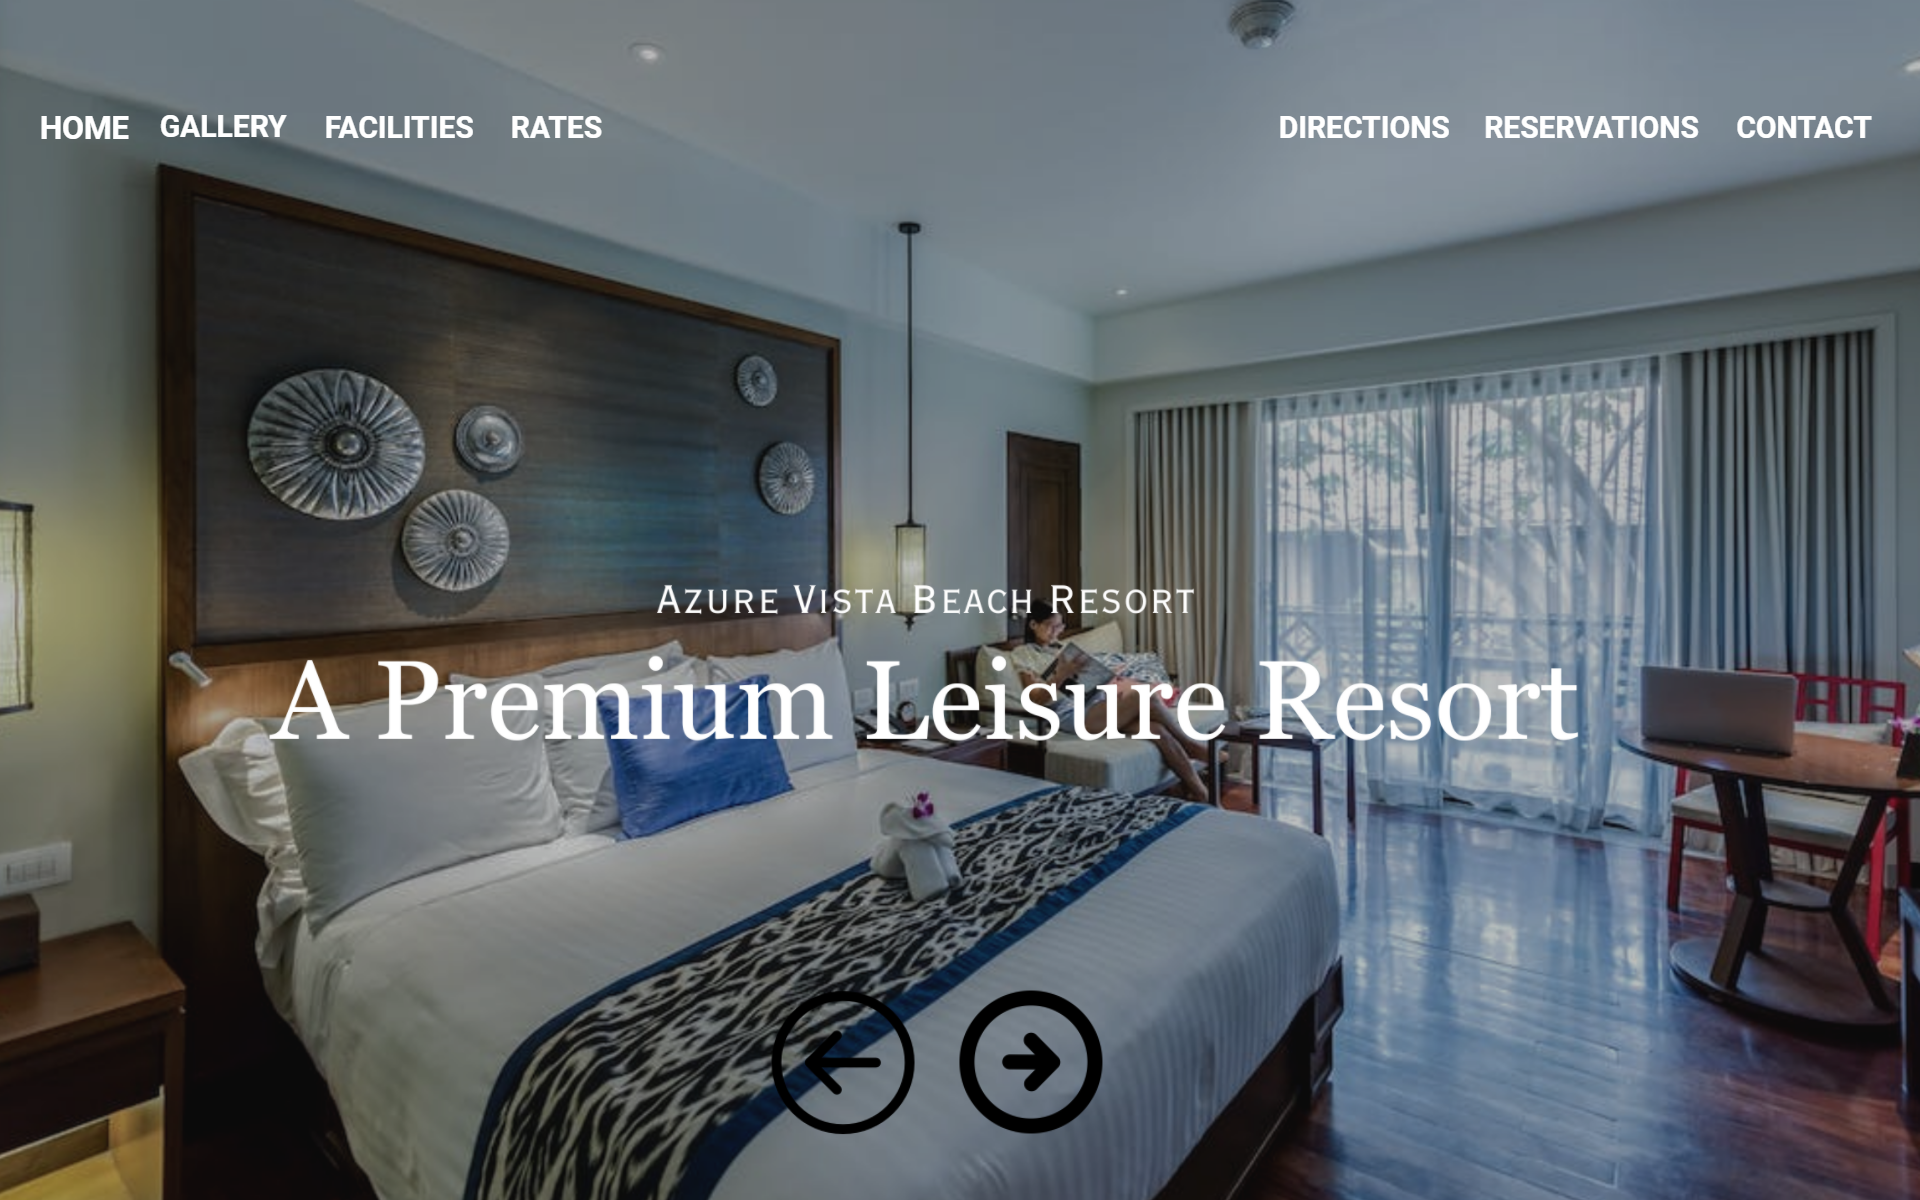 HOME GALLERY FACILITIES RATES DIRECTIONS RESERVATIONS CONTACT
Azure Vista Beach Resort
A Premium Leisure Resort